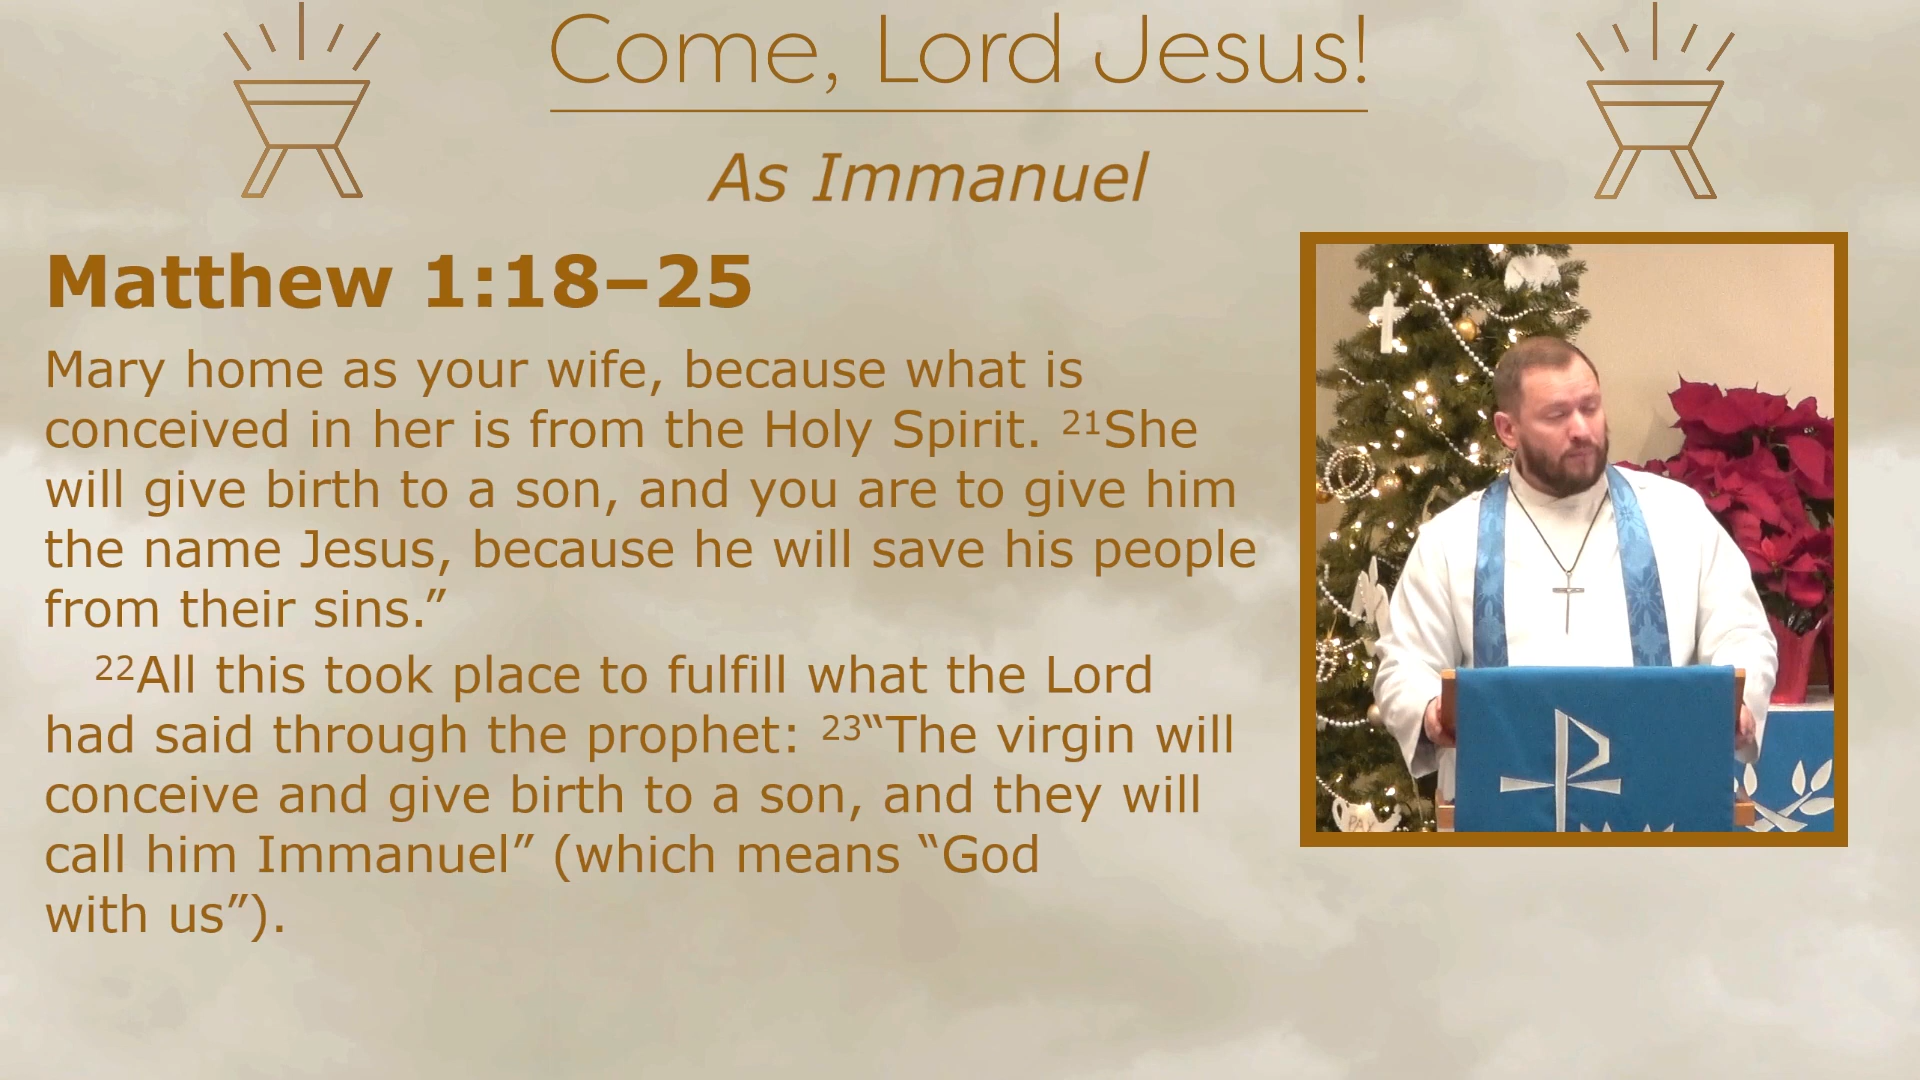 Come, Lord Jesus!
As Immanuel
Matthew 1:18–25
Mary home as your wife, because what is
conceived in her is from the Holy Spirit. ²¹She
will give birth to a son, and you are to give him
the name Jesus, because he will save his people
from their sins.”
²²All this took place to fulfill what the Lord
had said through the prophet: ²³“The virgin will
conceive and give birth to a son, and they will
call him Immanuel” (which means “God
with us”).